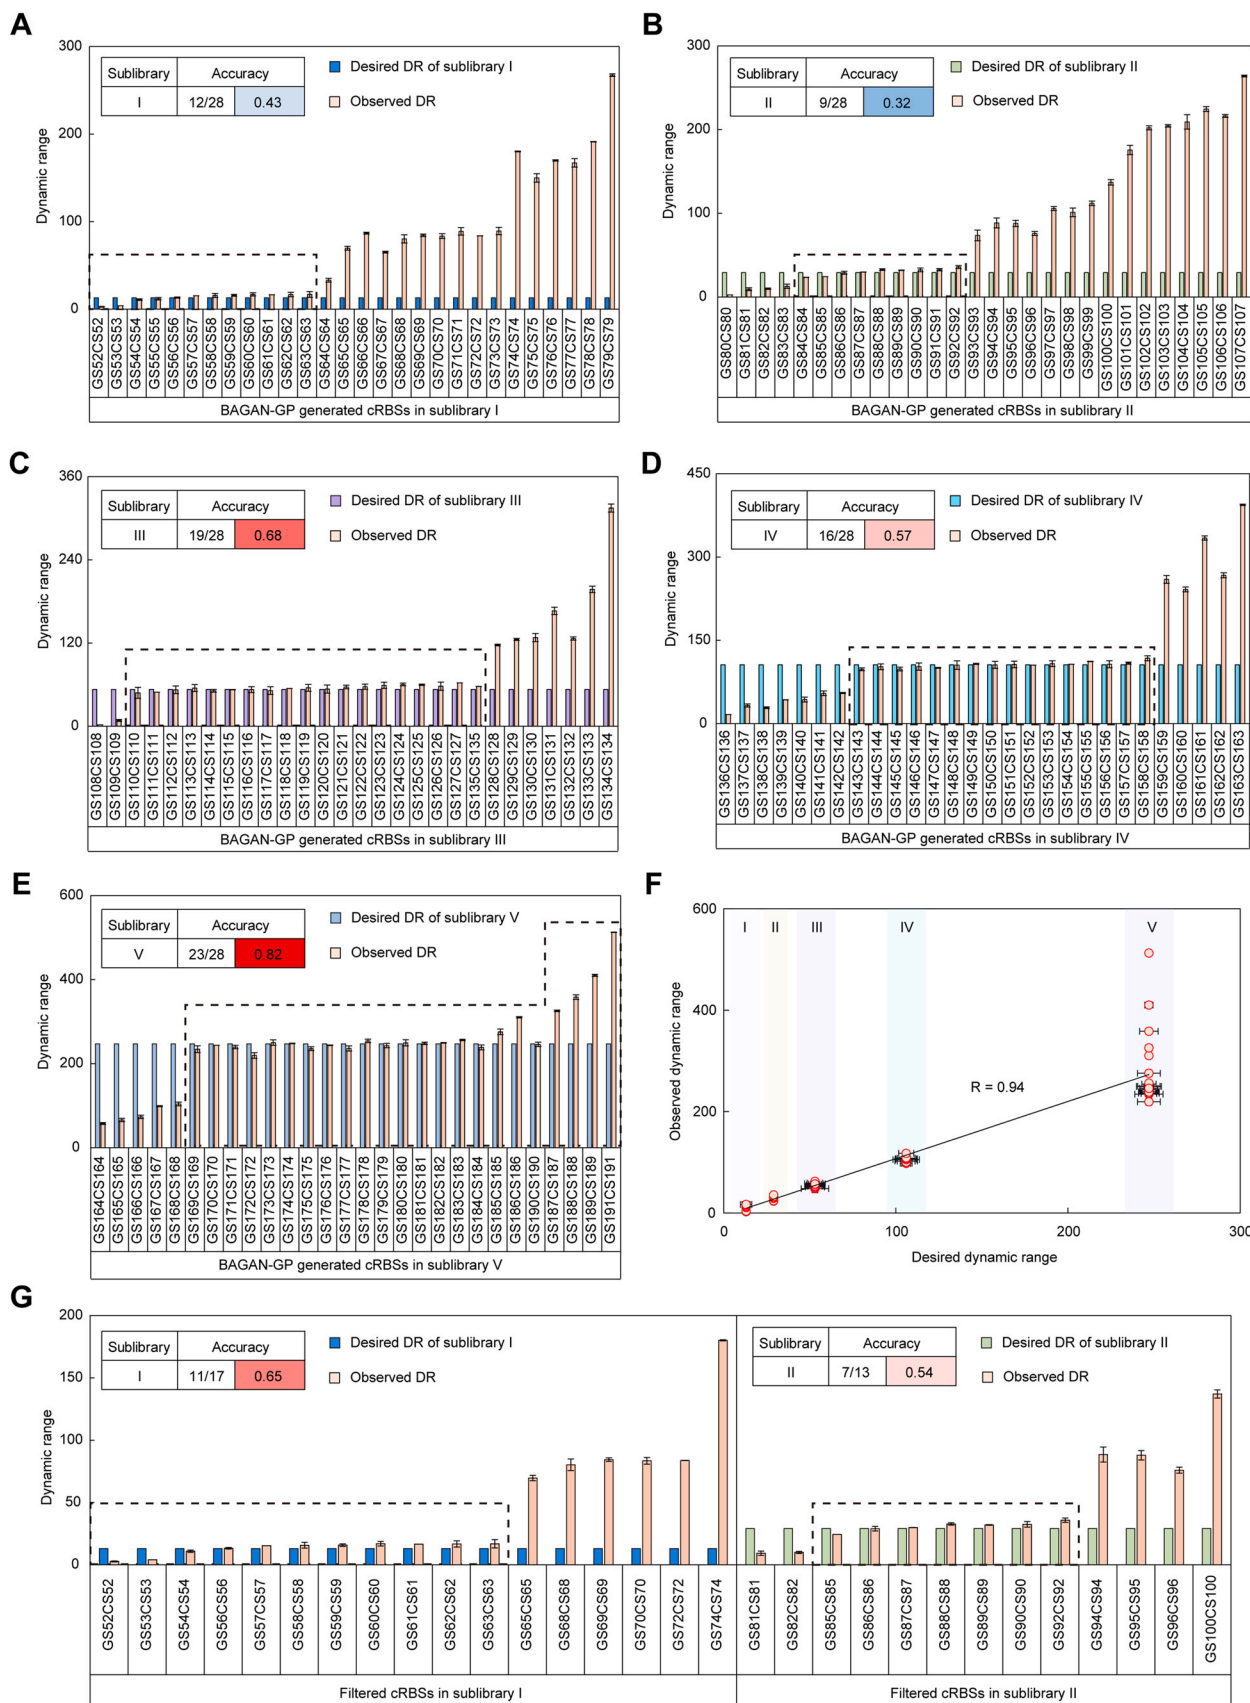 A
300
200
100
0
Dynamic range
Sublibrary Accuracy
I 12/28 0.43
Desired DR of sublibrary I
Observed DR
GS52CS52
GS53CS53
GS54CS54
GS55CS55
GS56CS56
GS57CS57
GS58CS58
GS59CS59
GS60CS60
GS61CS61
GS62CS62
GS63CS63
GS64CS64
GS65CS65
GS66CS66
GS67CS67
GS68CS68
GS69CS69
GS70CS70
GS71CS71
GS72CS72
GS73CS73
GS74CS74
GS75CS75
GS76CS76
GS77CS77
GS78CS78
GS79CS79
BAGAN-GP generated cRBSs in sublibrary I
B
300
200
100
0
Dynamic range
Sublibrary Accuracy
II 9/28 0.32
Desired DR of sublibrary II
Observed DR
GS80CS80
GS81CS81
GS82CS82
GS83CS83
GS84CS84
GS85CS85
GS86CS86
GS87CS87
GS88CS88
GS89CS89
GS90CS90
GS91CS91
GS92CS92
GS93CS93
GS94CS94
GS95CS95
GS96CS96
GS97CS97
GS98CS98
GS99CS99
GS100CS100
GS101CS101
GS102CS102
GS103CS103
GS104CS104
GS105CS105
GS106CS106
GS107CS107
BAGAN-GP generated cRBSs in sublibrary II
C
360
240
120
0
Dynamic range
Sublibrary Accuracy
III 19/28 0.68
Desired DR of sublibrary III
Observed DR
GS108CS108
GS109CS109
GS110CS110
GS111CS111
GS112CS112
GS113CS113
GS114CS114
GS115CS115
GS116CS116
GS117CS117
GS118CS118
GS119CS119
GS120CS120
GS121CS121
GS122CS122
GS123CS123
GS124CS124
GS125CS125
GS126CS126
GS127CS127
GS135CS135
GS128CS128
GS129CS129
GS130CS130
GS131CS131
GS132CS132
GS133CS133
GS134CS134
BAGAN-GP generated cRBSs in sublibrary III
D
450
300
150
0
Dynamic range
Sublibrary Accuracy
IV 16/28 0.57
Desired DR of sublibrary IV
Observed DR
GS136CS136
GS137CS137
GS138CS138
GS139CS139
GS140CS140
GS141CS141
GS142CS142
GS143CS143
GS144CS144
GS145CS145
GS146CS146
GS147CS147
GS148CS148
GS149CS149
GS150CS150
GS151CS151
GS152CS152
GS153CS153
GS154CS154
GS155CS155
GS156CS156
GS157CS157
GS158CS158
GS159CS159
GS160CS160
GS161CS161
GS162CS162
GS163CS163
BAGAN-GP generated cRBSs in sublibrary IV
E
600
400
200
0
Dynamic range
Sublibrary Accuracy
V 23/28 0.82
Desired DR of sublibrary V
Observed DR
GS164CS164
GS165CS165
GS166CS166
GS167CS167
GS168CS168
GS169CS169
GS170CS170
GS171CS171
GS172CS172
GS173CS173
GS174CS174
GS175CS175
GS176CS176
GS177CS177
GS178CS178
GS179CS179
GS180CS180
GS181CS181
GS182CS182
GS183CS183
GS184CS184
GS185CS185
GS186CS186
GS190CS190
GS187CS187
GS188CS188
GS189CS189
GS191CS191
BAGAN-GP generated cRBSs in sublibrary V
F
600
400
200
0
Observed dynamic range
I II III IV V
R = 0.94
0 100 200 300
Desired dynamic range
G
200
150
100
50
0
Dynamic range
Sublibrary Accuracy
I 11/17 0.65
Desired DR of sublibrary I
Observed DR
GS52CS52
GS53CS53
GS54CS54
GS56CS56
GS57CS57
GS58CS58
GS59CS59
GS60CS60
GS61CS61
GS62CS62
GS63CS63
GS65CS65
GS68CS68
GS69CS69
GS70CS70
GS72CS72
GS74CS74
Filtered cRBSs in sublibrary I
Sublibrary Accuracy
II 7/13 0.54
Desired DR of sublibrary II
Observed DR
GS81CS81
GS82CS82
GS85CS85
GS86CS86
GS87CS87
GS88CS88
GS89CS89
GS90CS90
GS92CS92
GS94CS94
GS95CS95
GS96CS96
GS100CS100
Filtered cRBSs in sublibrary II